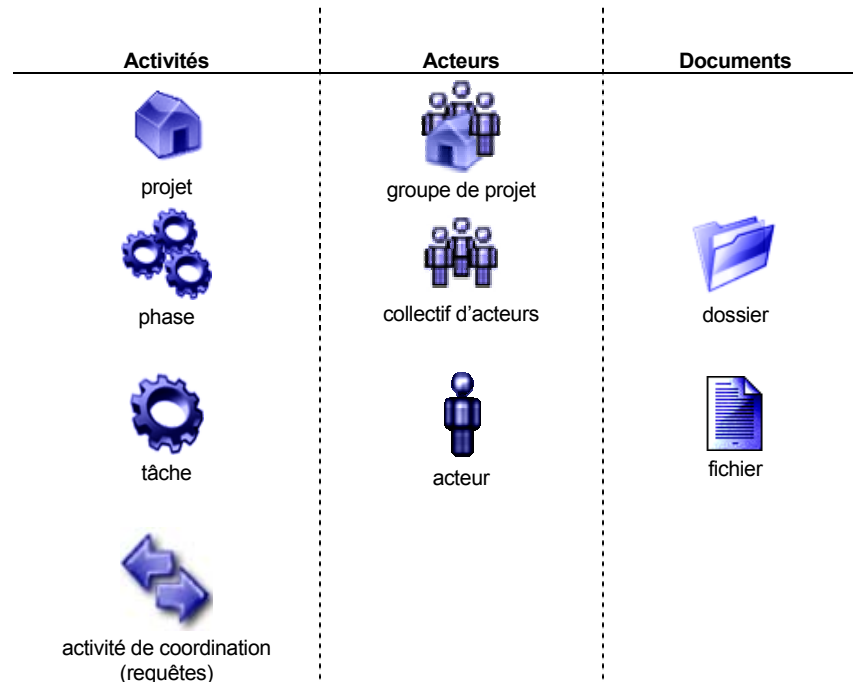 Activités Acteurs Documents
projet groupe de projet
phase collectif d’acteurs dossier
tâche acteur fichier
activité de coordination
(requêtes)